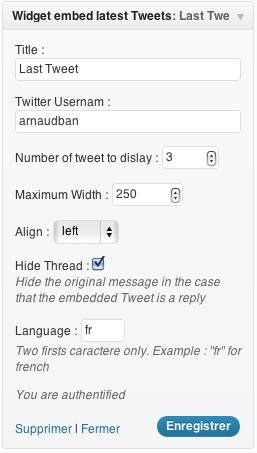 Widget embed latest Tweets: Last Twe
Title :
Last Tweet
Twitter Usernam :
arnaudban
Number of tweet to dislay : 3
Maximum Width : 250
Align : left
Hide Thread :
Hide the original message in the case
that the embedded Tweet is a reply
Language : fr
Two firsts caractere only. Example : "fr" for
french
You are authentified
Supprimer | Fermer
Enregistrer